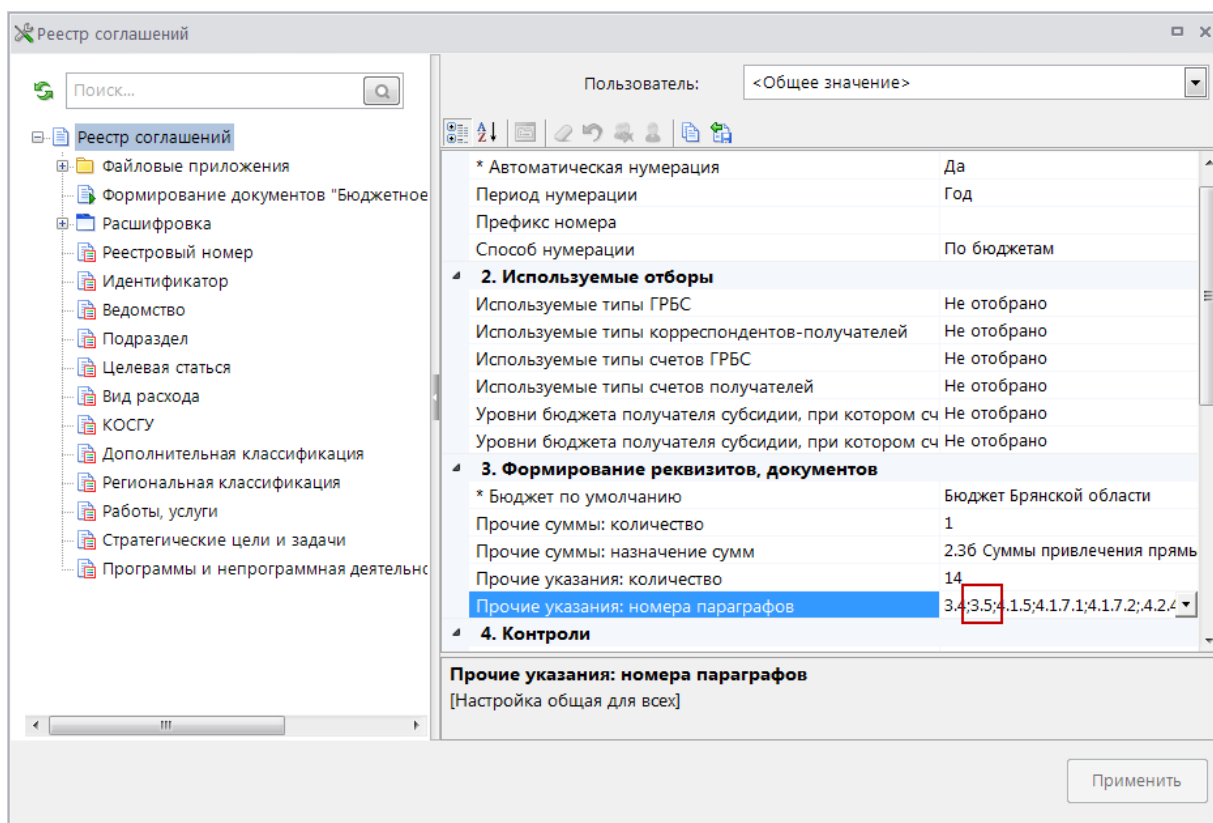 Реестр соглашений
Поиск...
Пользователь: <Общее значение>
Реестр соглашений
Файловые приложения
Формирование документов "Бюджетное
Расшифровка
Реестровый номер
Идентификатор
Ведомство
Подраздел
Целевая статься
Вид расхода
КОСГУ
Дополнительная классификация
Региональная классификация
Работы, услуги
Стратегические цели и задачи
Программы и непрограммная деятельно
* Автоматическая нумерация Да
Период нумерации Год
Префикс номера
Способ нумерации По бюджетам
2. Используемые отборы
Используемые типы ГРБС Не отобрано
Используемые типы корреспондентов-получателей Не отобрано
Используемые типы счетов ГРБС Не отобрано
Используемые типы счетов получателей Не отобрано
Уровни бюджета получателя субсидии, при котором сч Не отобрано
Уровни бюджета получателя субсидии, при котором сч Не отобрано
3. Формирование реквизитов, документов
* Бюджет по умолчанию Бюджет Брянской области
Прочие суммы: количество 1
Прочие суммы: назначение сумм 2.3б Суммы привлечения прямы
Прочие указания: количество 14
Прочие указания: номера параграфов 3.4;3.5;4.1.5;4.1.7.1;4.1.7.2;.4.2.4
4. Контроли
Прочие указания: номера параграфов
[Настройка общая для всех]
Применить